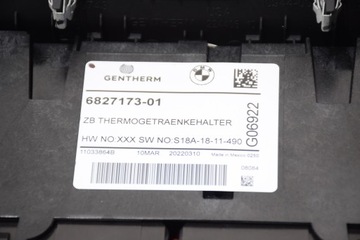 GENTHERM
6827173-01
ZB THERMOGETRAENKEHALTER
HW NO:XXX SW NO:S18A-18-11-490
G06922
11033864B 10MAR 20220310 Made in Mexico